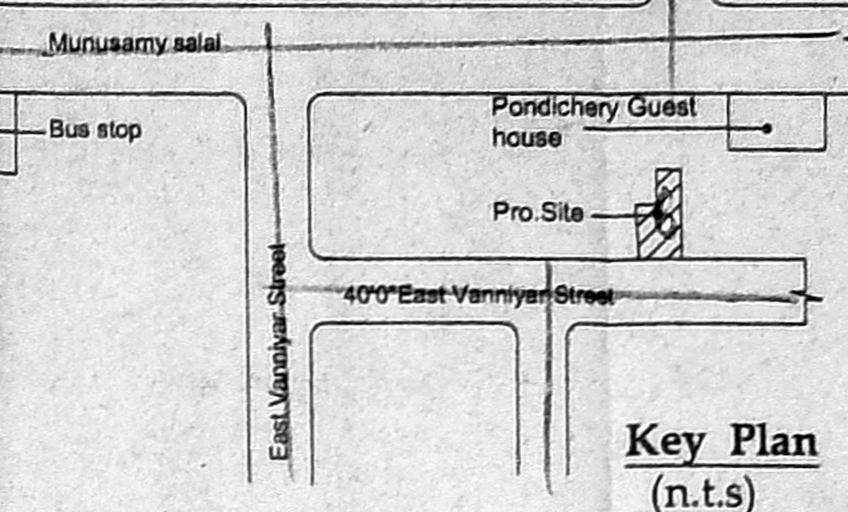 Munusamy salai
Bus stop
Pondichery Guest
house
Pro.Site
40'0"East Vanniyar Street
East Vanniyar Street
Key Plan
(n.t.s)